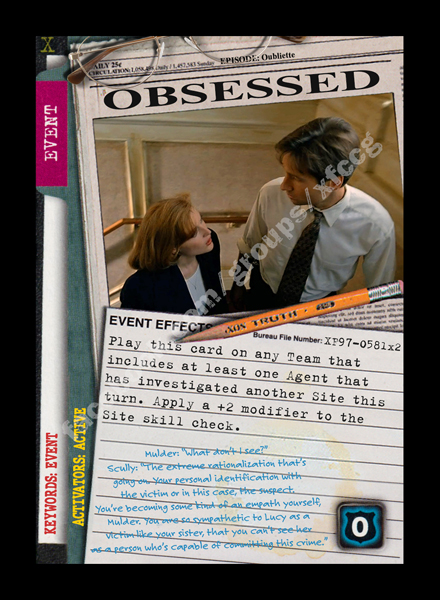 X
DAILY 25¢
EPISODE: Oubliette
OBSESSED
EVENT
EVENT EFFECTS
TRUTH
Bureau File Number: XF97-0581x2
Play this card on any Team that
includes at least one Agent that
has investigated another Site this
turn. Apply a +2 modifier to the
Site skill check.
Mulder: "What don't I see?"
Scully: "The extreme rationalization that's
going on. Your personal identification with
the victim or in this case, the suspect.
You've becoming some kind of an empath yourself,
Mulder. You are so sympathetic to Lucy as a
victim like your sister, that you can't see her
as a person who's capable of committing this crime."
0
KEYWORDS: EVENT
ACTIVATORS: ACTIVE
/groups/xfccg